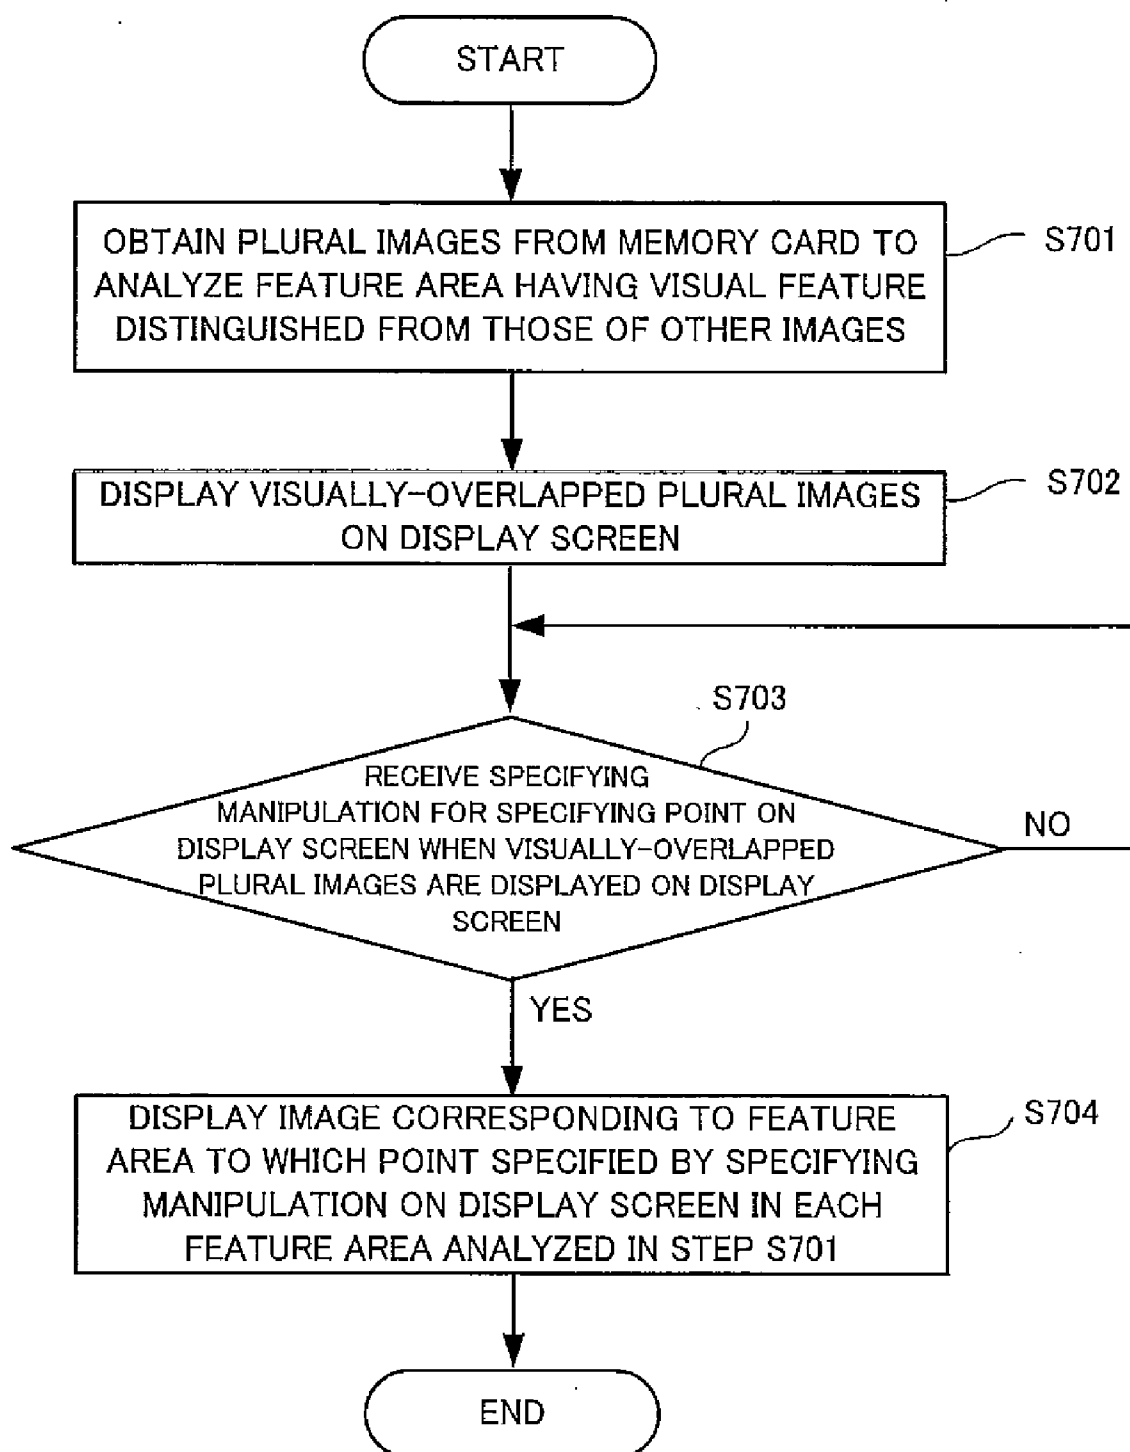 START
OBTAIN PLURAL IMAGES FROM MEMORY CARD TO
ANALYZE FEATURE AREA HAVING VISUAL FEATURE
DISTINGUISHED FROM THOSE OF OTHER IMAGES
S701
DISPLAY VISUALLY-OVERLAPPED PLURAL IMAGES
ON DISPLAY SCREEN
S702
S703
RECEIVE SPECIFYING
MANIPULATION FOR SPECIFYING POINT ON
DISPLAY SCREEN WHEN VISUALLY-OVERLAPPED
PLURAL IMAGES ARE DISPLAYED ON DISPLAY
SCREEN
NO
YES
DISPLAY IMAGE CORRESPONDING TO FEATURE
AREA TO WHICH POINT SPECIFIED BY SPECIFYING
MANIPULATION ON DISPLAY SCREEN IN EACH
FEATURE AREA ANALYZED IN STEP S701
S704
END